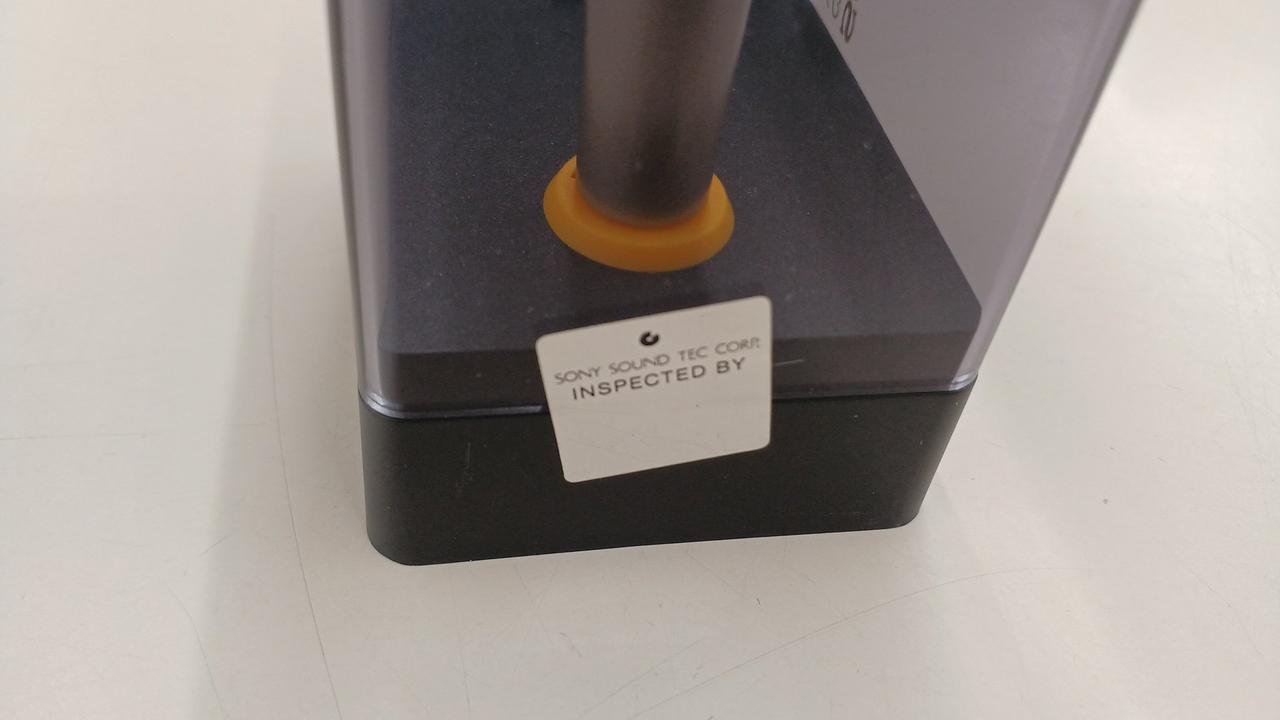 SONY SOUND TEC CORP.
INSPECTED BY